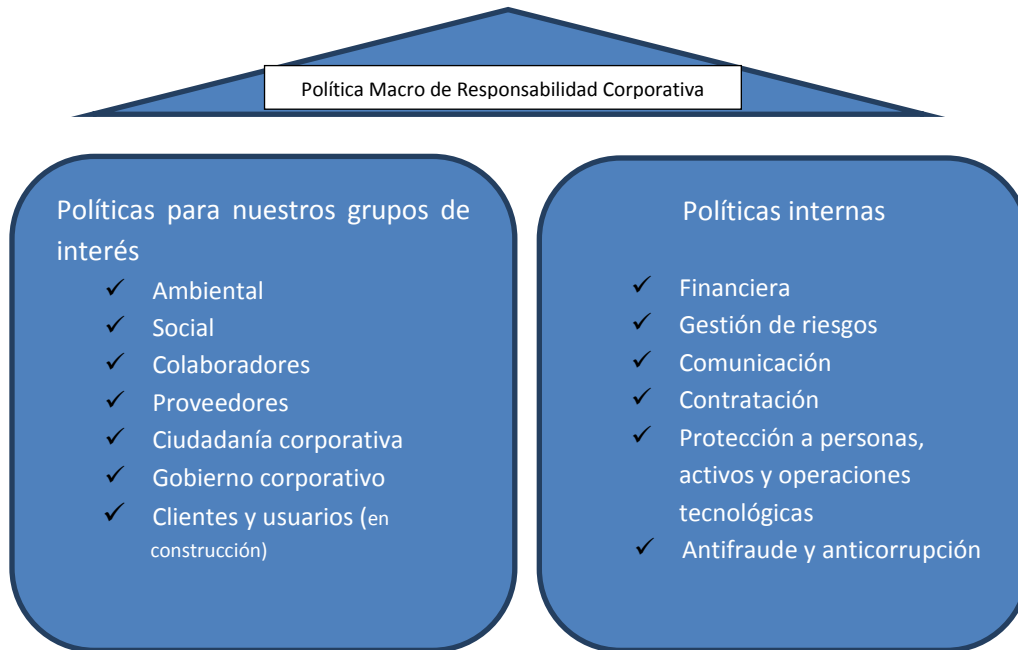 Política Macro de Responsabilidad Corporativa
Políticas para nuestros grupos de
interés
✓ Ambiental
✓ Social
✓ Colaboradores
✓ Proveedores
✓ Ciudadanía corporativa
✓ Gobierno corporativo
✓ Clientes y usuarios (en
construcción)
Políticas internas
✓ Financiera
✓ Gestión de riesgos
✓ Comunicación
✓ Contratación
✓ Protección a personas,
activos y operaciones
tecnológicas
✓ Antifraude y anticorrupción